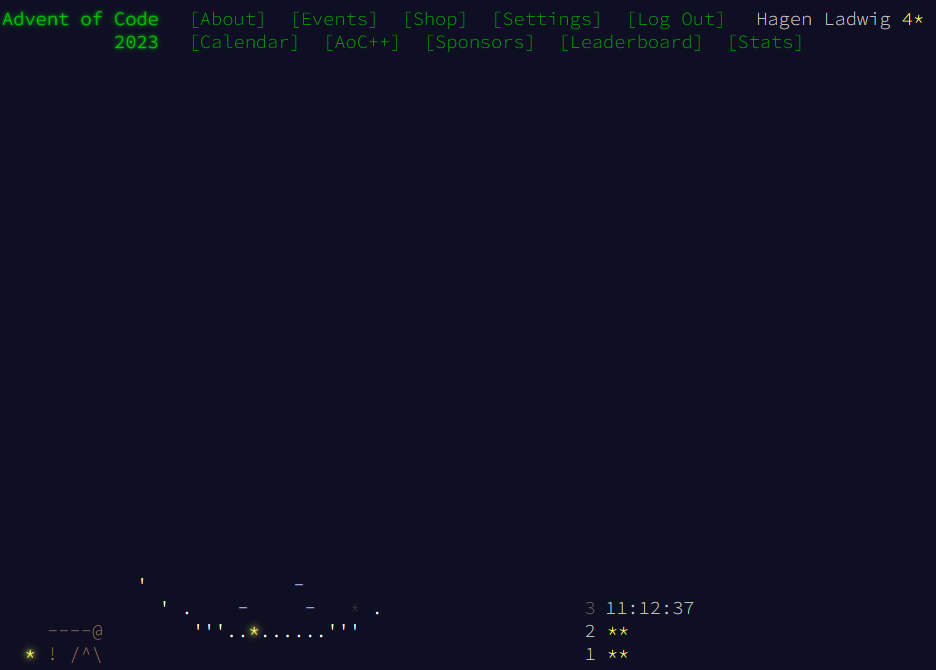 Advent of Code [About] [Events] [Shop] [Settings] [Log Out] Hagen Ladwig 4*
2023 [Calendar] [AoC++] [Sponsors] [Leaderboard] [Stats]
' -
' . - - * . 3 11:12:37
----@ '''..*......''' 2 **
* ! /^\ 1 **